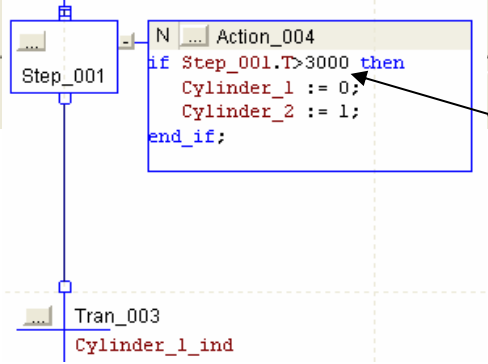 N ... Action_004
...
Step_001
if Step_001.T>3000 then
Cylinder_1 := 0;
Cylinder_2 := 1;
end_if;
... Tran_003
Cylinder_1_ind